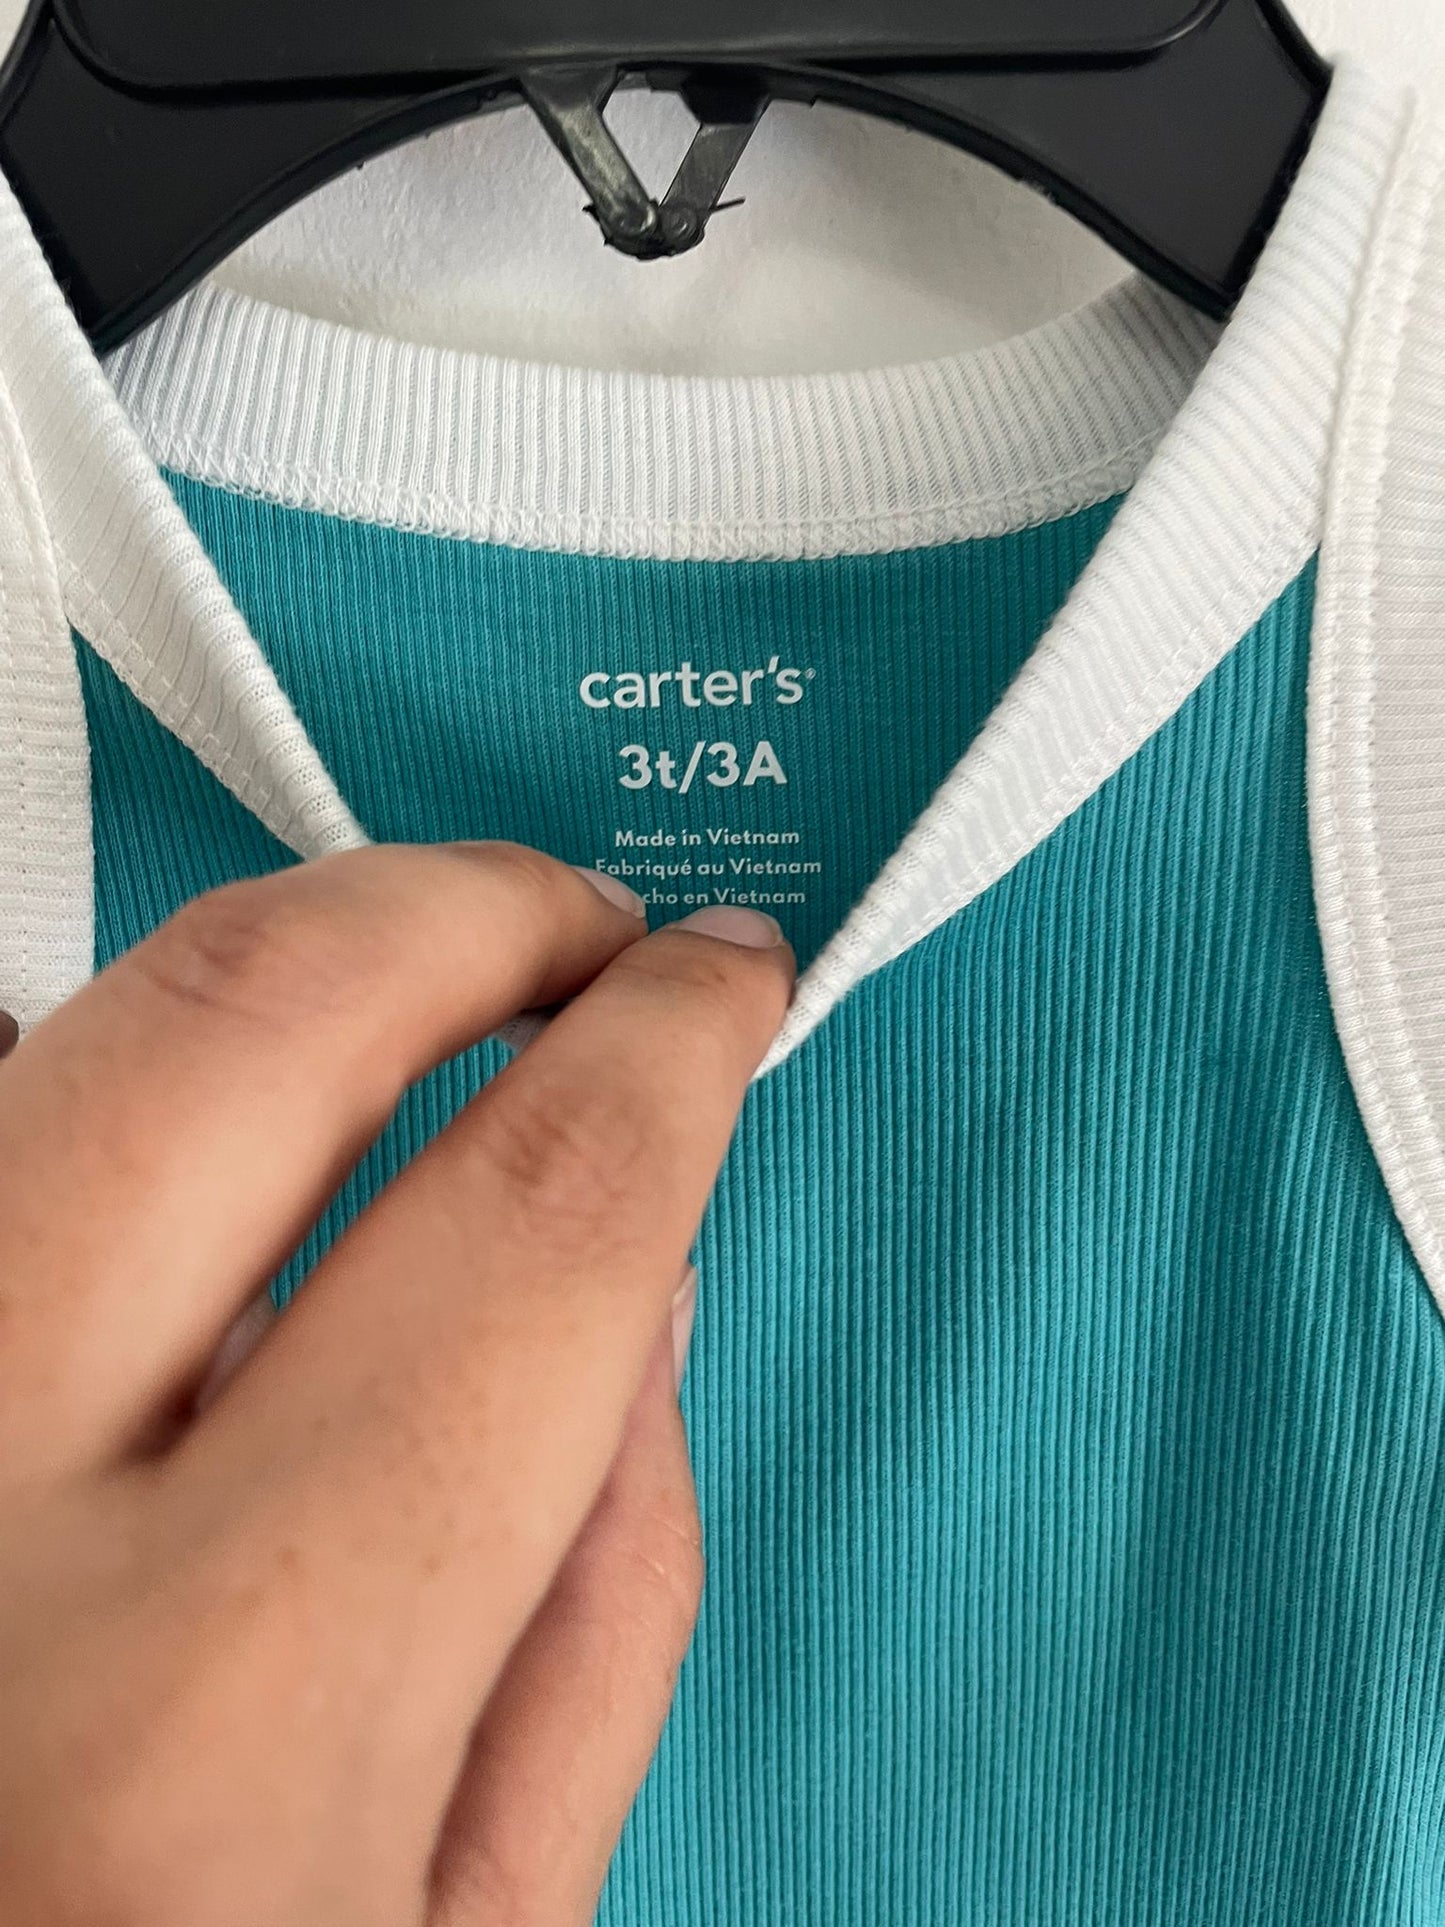 carter's®
3t/3A
Made in Vietnam
Fabriqué au Vietnam
en Vietnam